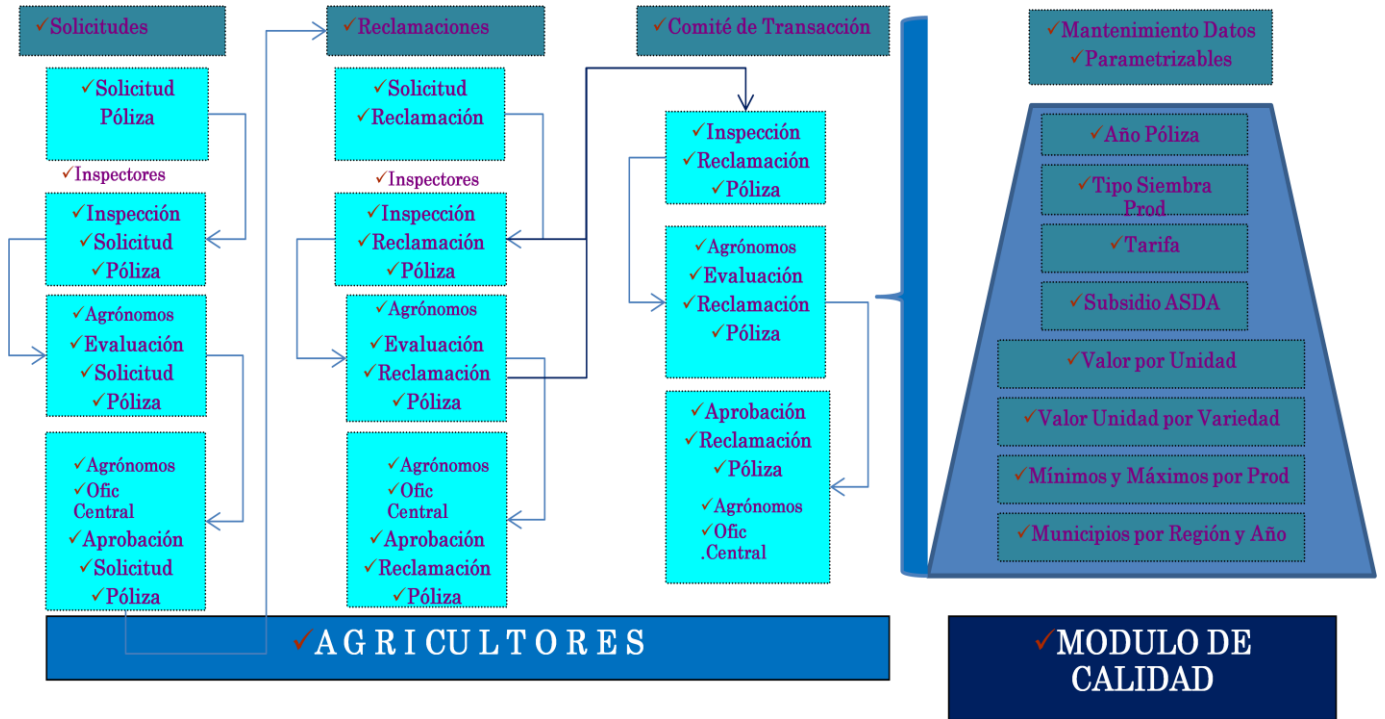 ✓Solicitudes
✓Solicitud
Póliza
✓Inspectores
✓Inspección
✓Solicitud
✓Póliza
✓Agrónomos
✓Evaluación
✓Solicitud
✓Póliza
✓Agrónomos
✓Ofic
Central
✓Aprobación
✓Solicitud
✓Póliza
✓Reclamaciones
✓Solicitud
✓Reclamación
✓Inspectores
✓Inspección
✓Reclamación
✓Póliza
✓Agrónomos
✓Evaluación
✓Reclamación
✓Póliza
✓Agrónomos
✓Ofic
Central
✓Aprobación
✓Reclamación
✓Póliza
✓Comité de Transacción
✓Inspección
✓Reclamación
✓Póliza
✓Agrónomos
✓Evaluación
✓Reclamación
✓Póliza
✓Aprobación
✓Reclamación
✓Póliza
✓Agrónomos
✓Ofic
.Central
✓Mantenimiento Datos
✓Parametrizables
✓Año Póliza
✓Tipo Siembra
Prod
✓Tarifa
✓Subsidio ASDA
✓Valor por Unidad
✓Valor Unidad por Variedad
✓Mínimos y Máximos por Prod
✓Municipios por Región y Año
✓A G R I C U L T O R E S
✓MODULO DE
CALIDAD